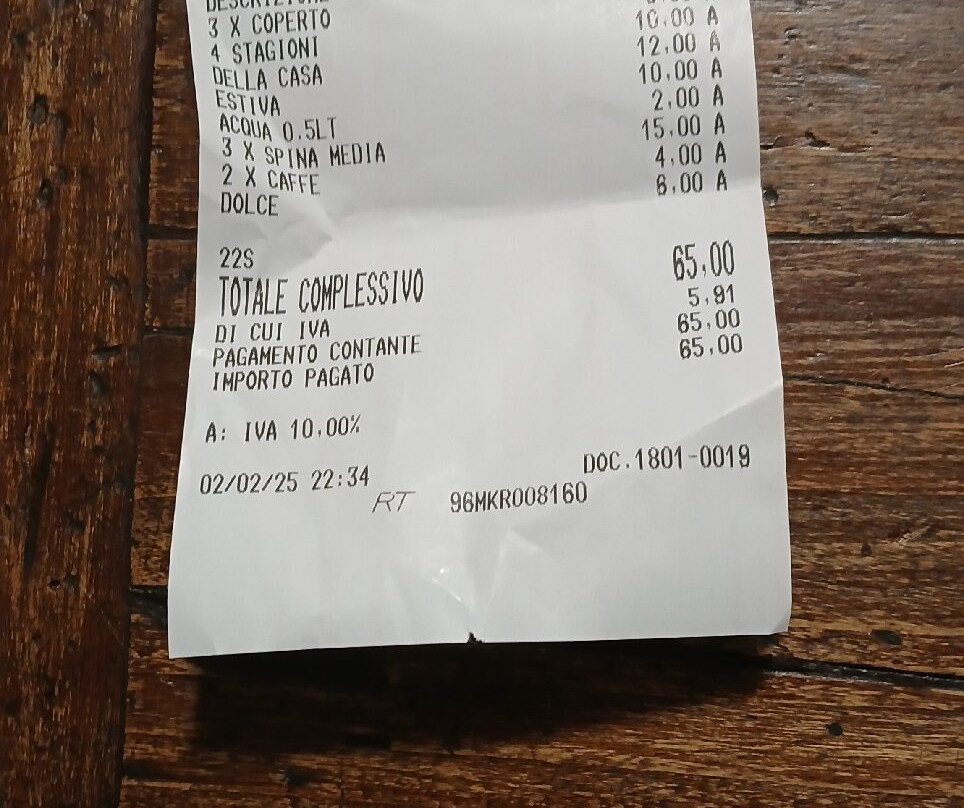 3 X COPERTO
4 STAGIONI 10,00 A
DELLA CASA 12,00 A
ESTIVA 10,00 A
ACQUA 0.5LT 2,00 A
3 X SPINA MEDIA 15,00 A
2 X CAFFE 4,00 A
DOLCE 6,00 A
22S
TOTALE COMPLESSIVO 65,00
DI CUI IVA 5,91
PAGAMENTO CONTANTE 65,00
IMPORTO PAGATO 65,00
A: IVA 10,00%
02/02/25 22:34 DOC.1801-0019
RT 96MKR008160